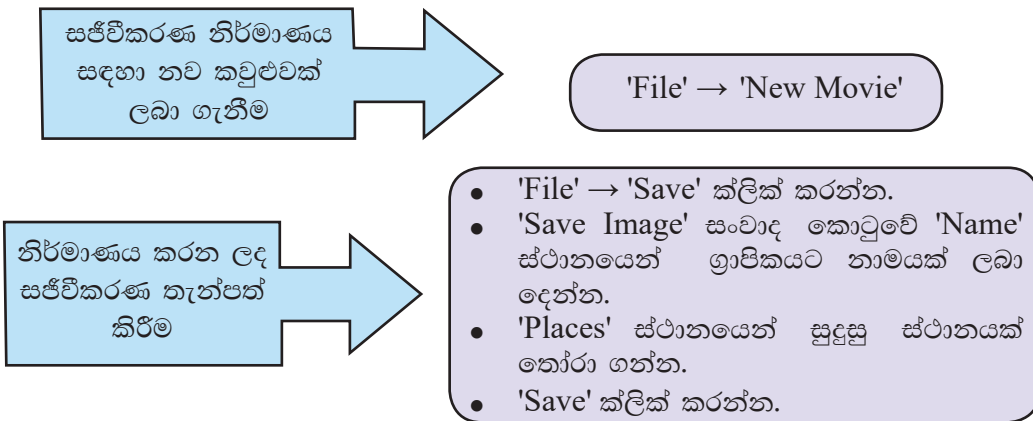 සජීවීකරණ නිර්මාණය
සඳහා නව කවුළුවක්
ලබා ගැනීම
'File' → 'New Movie'
නිර්මාණය කරන ලද
සජීවීකරණ තැන්පත්
කිරීම
● 'File' → 'Save' ක්ලික් කරන්න.
● 'Save Image' සංවාද කොටුවේ 'Name'
ස්ථානයෙන් ග්‍රාපිකයට නාමයක් ලබා
දෙන්න.
● 'Places' ස්ථානයෙන් සුදුසු ස්ථානයක්
තෝරා ගන්න.
● 'Save' ක්ලික් කරන්න.